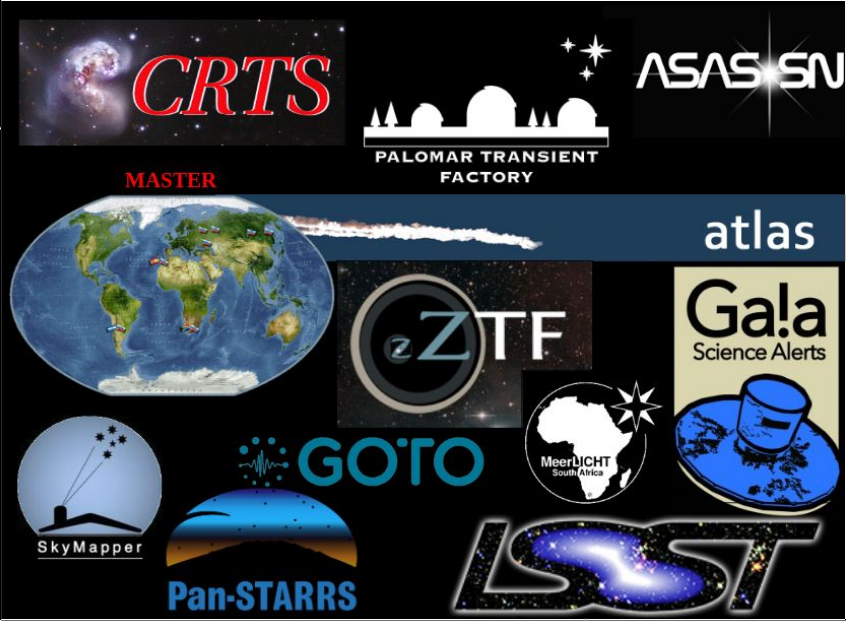 CRTS
ASAS-SN
PALOMAR TRANSIENT
FACTORY
MASTER
atlas
z Z TF
Ga!a
Science Alerts
MeerLICHT
South Africa
GOTO
SkyMapper
Pan-STARRS
LSST